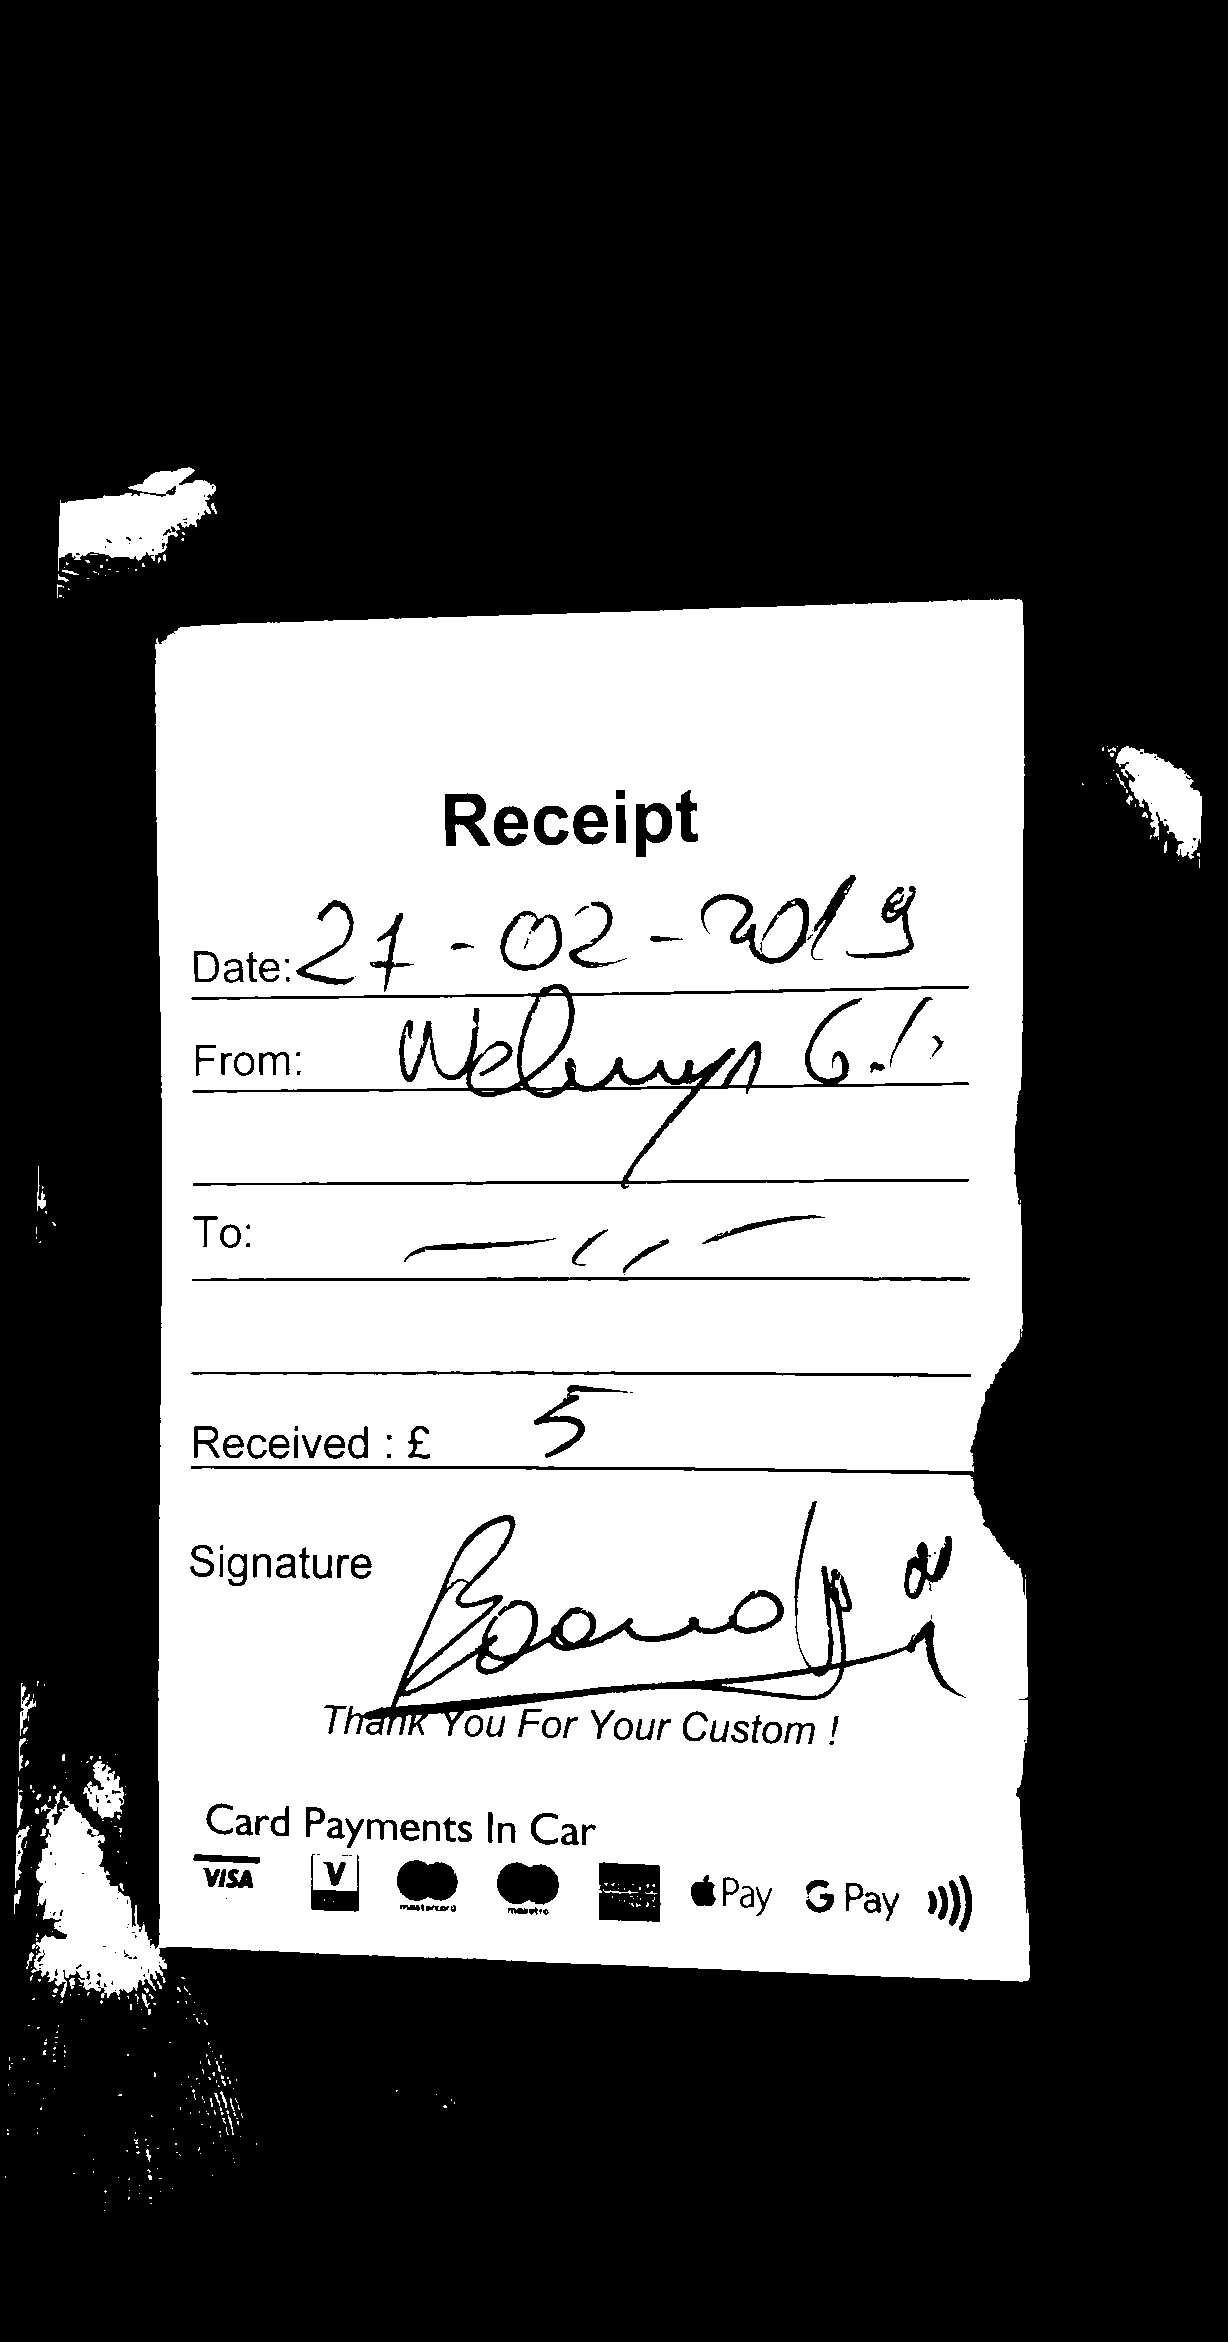 Receipt
Date: 27-02-2019
From: Welwyn G.
To:
Received : £ 5
Signature
Thank You For Your Custom !
Card Payments In Car
VISA V mastercard maestro Pay G Pay